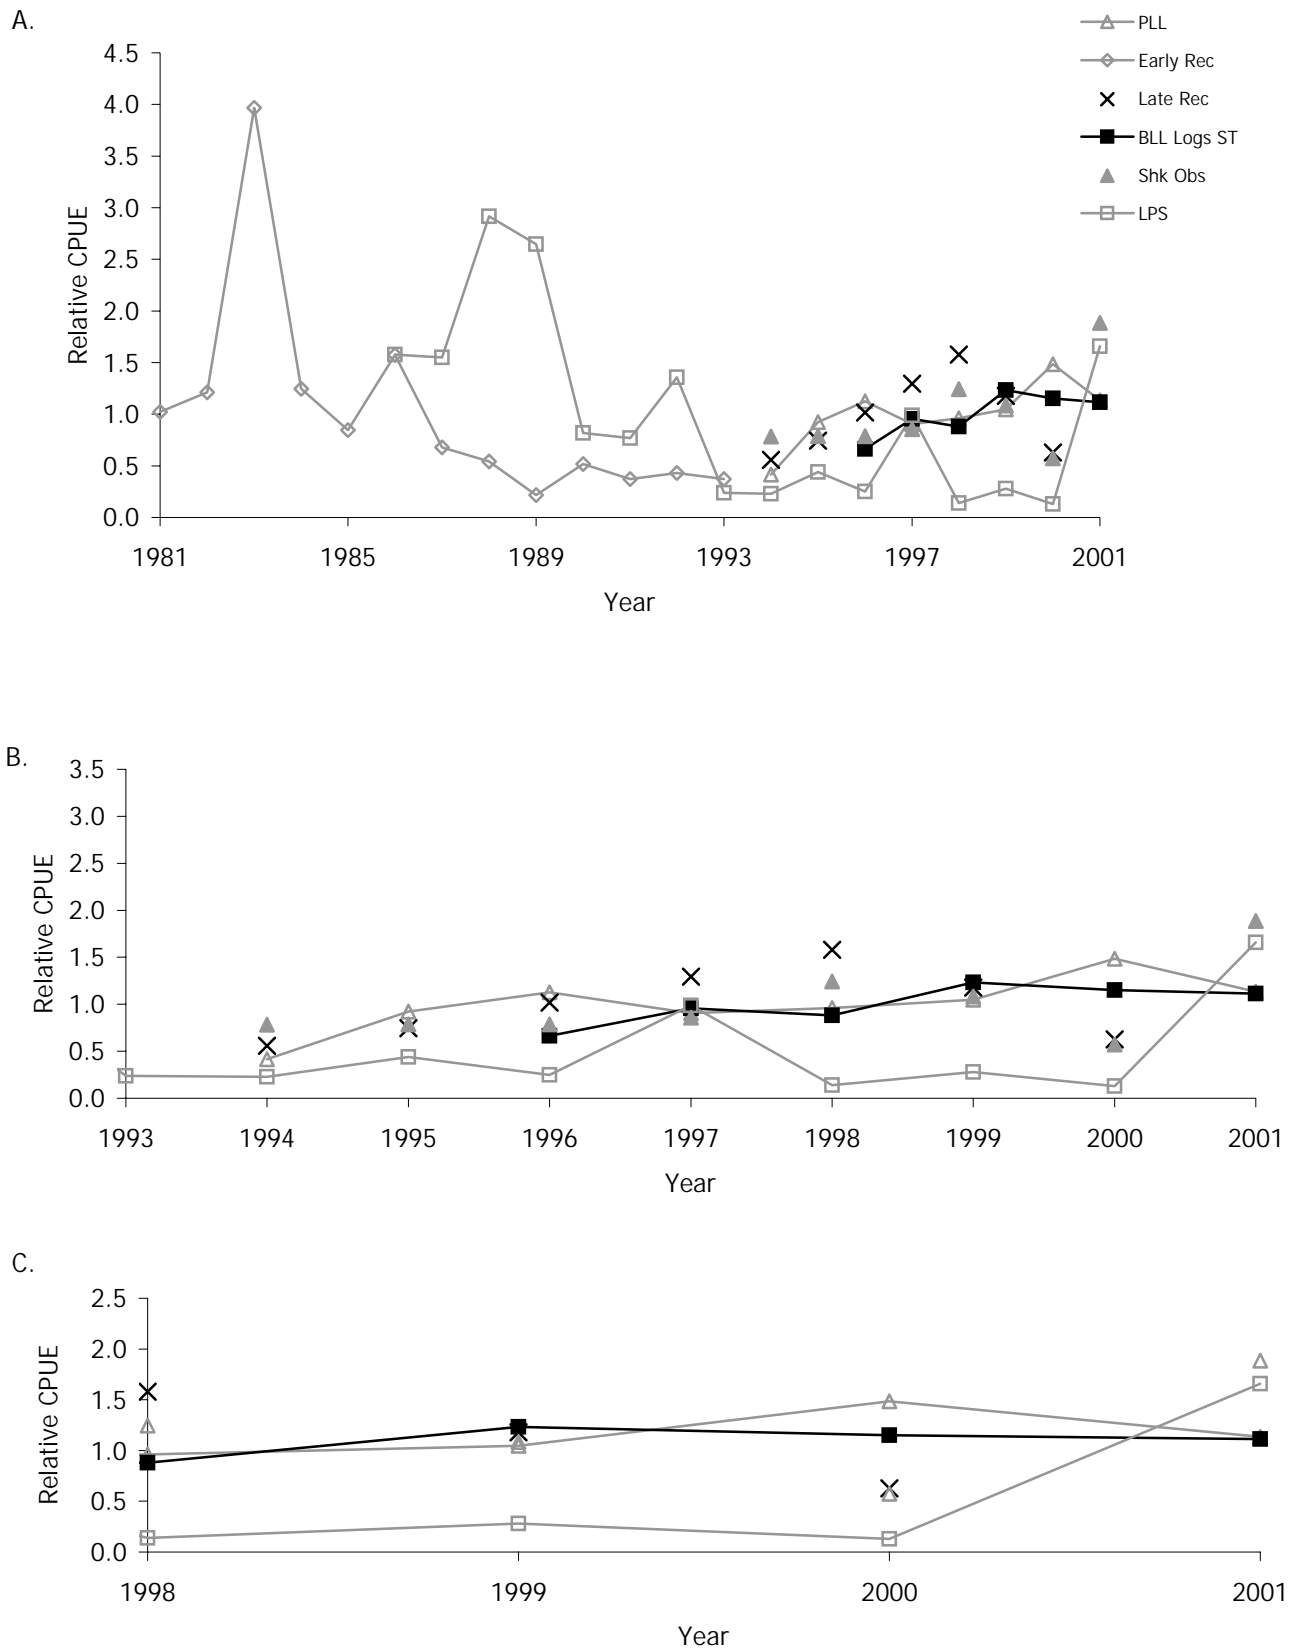 A.
PLL
Early Rec
Late Rec
BLL Logs ST
Shk Obs
LPS
4.5
4.0
3.5
3.0
2.5
2.0
1.5
1.0
0.5
0.0
Relative CPUE
1981 1985 1989 1993 1997 2001
Year
B.
3.5
3.0
2.5
2.0
1.5
1.0
0.5
0.0
Relative CPUE
1993 1994 1995 1996 1997 1998 1999 2000 2001
Year
C.
2.5
2.0
1.5
1.0
0.5
0.0
Relative CPUE
1998 1999 2000 2001
Year